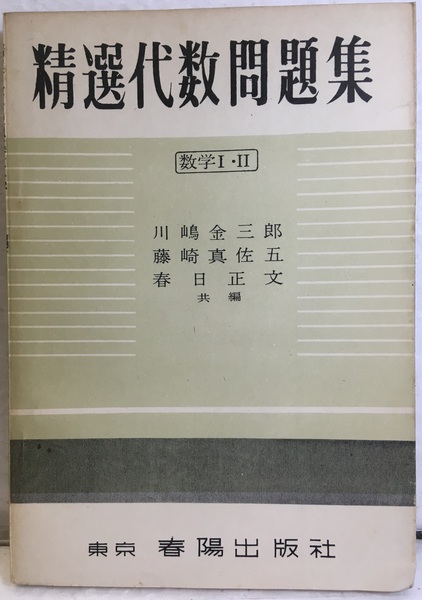 精選代数問題集
数学I・II
川嶋金三郎
藤崎真佐五
春日正文
共編
東京 春陽出版社